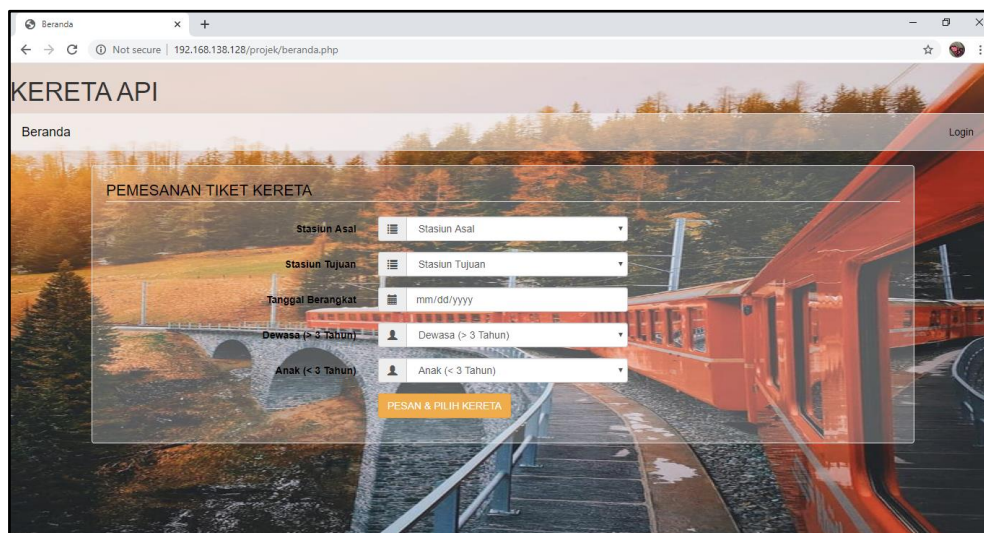 Beranda
Not secure | 192.168.138.128/projek/beranda.php
KERETA API
Beranda Login
PEMESANAN TIKET KERETA
Stasiun Asal Stasiun Asal
Stasiun Tujuan Stasiun Tujuan
Tanggal Berangkat mm/dd/yyyy
Dewasa (> 3 Tahun) Dewasa (> 3 Tahun)
Anak (< 3 Tahun) Anak (< 3 Tahun)
PESAN & PILIH KERETA